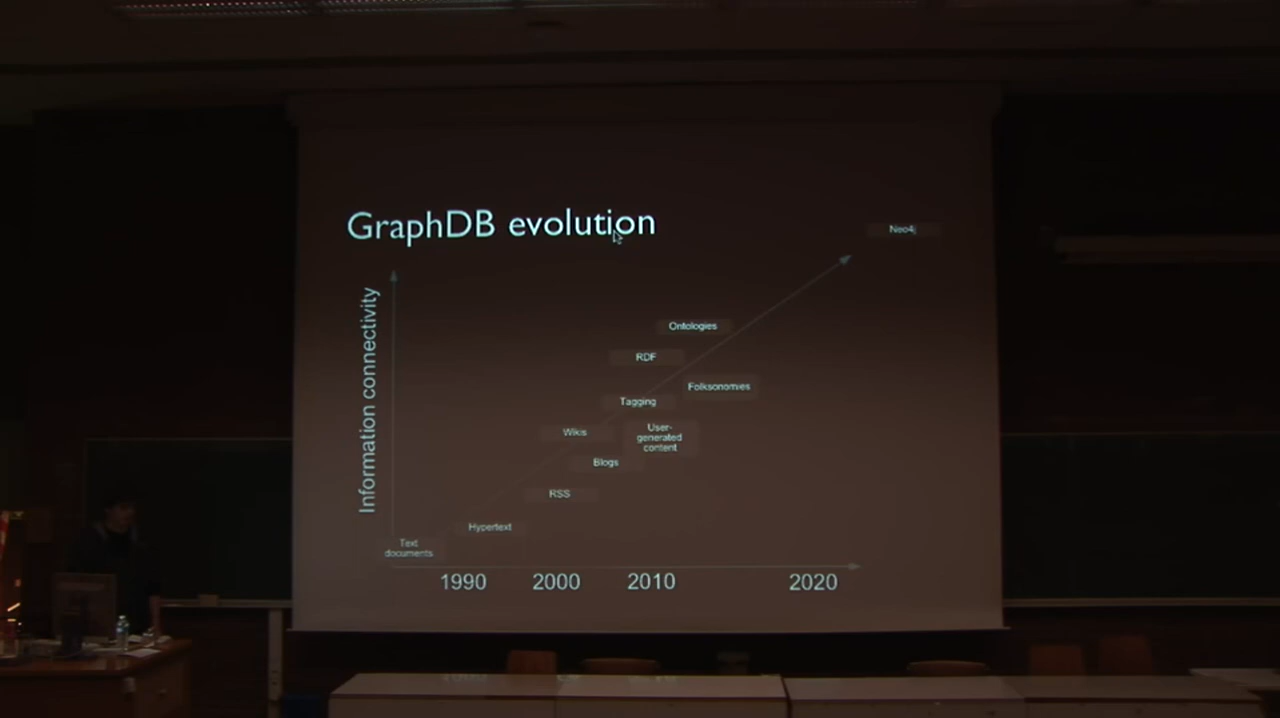 GraphDB evolution
Neo4j
Information connectivity
Ontologies
RDF
Folksonomies
Tagging
Wikis
User-
generated
content
Blogs
RSS
Hypertext
Text
documents
1990
2000
2010
2020